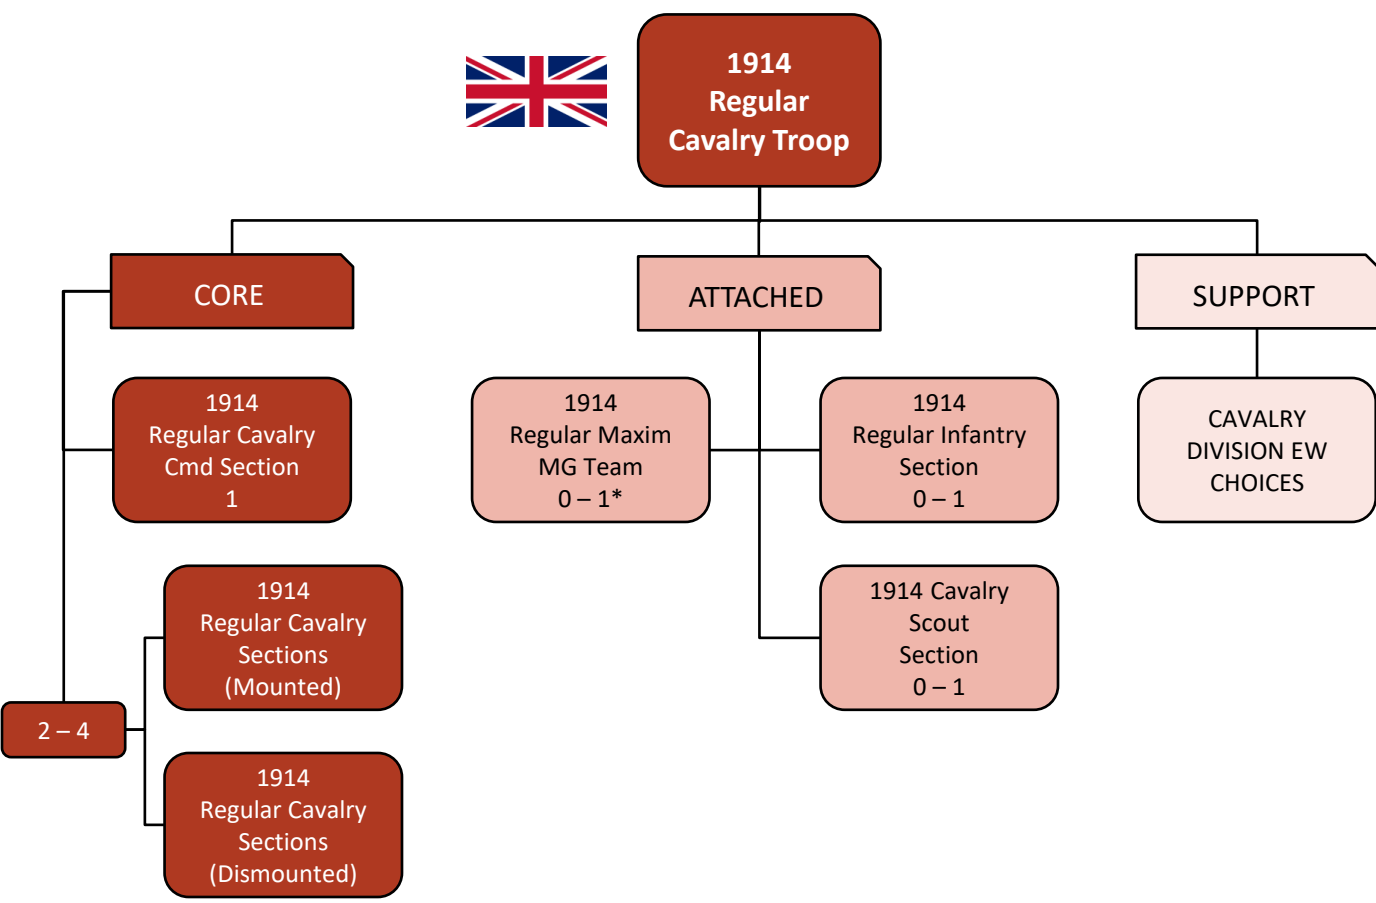 1914
Regular
Cavalry Troop
CORE
ATTACHED
SUPPORT
1914
Regular Cavalry
Cmd Section
1
1914
Regular Maxim
MG Team
0 – 1*
1914
Regular Infantry
Section
0 – 1
CAVALRY
DIVISION EW
CHOICES
1914
Regular Cavalry
Sections
(Mounted)
1914 Cavalry
Scout
Section
0 – 1
2 – 4
1914
Regular Cavalry
Sections
(Dismounted)